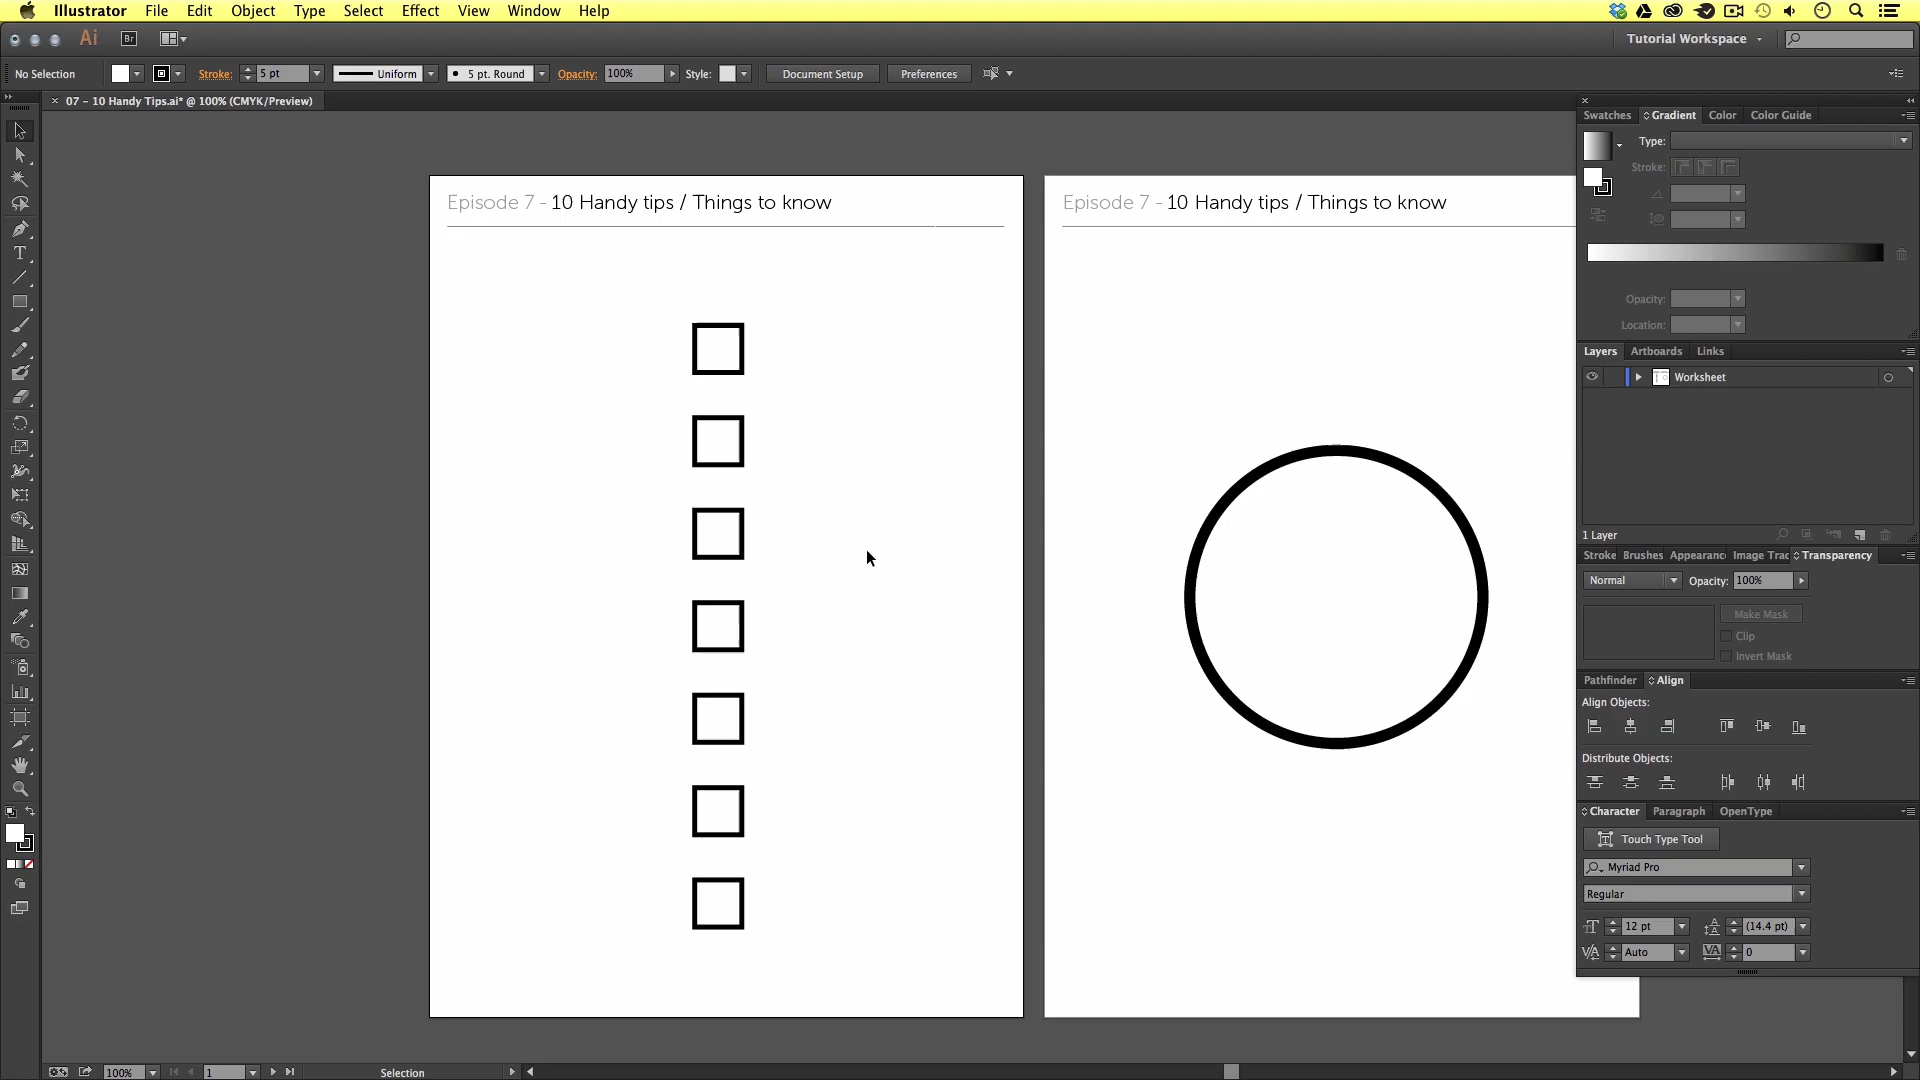 Illustrator File Edit Object Type Select Effect View Window Help
Ai Br Tutorial Workspace
No Selection Stroke: 5 pt Uniform 5 pt. Round Opacity: 100% Style: Document Setup Preferences
07 - 10 Handy Tips.ai* @ 100% (CMYK/Preview)
Episode 7 - 10 Handy tips / Things to know
Episode 7 - 10 Handy tips / Things to know
Swatches Gradient Color Color Guide
Type:
Stroke:
Opacity:
Location:
Layers Artboards Links
Worksheet
1 Layer
Stroke Brushes Appearanc Image Trac Transparency
Normal Opacity: 100%
Make Mask
Clip
Invert Mask
Pathfinder Align
Align Objects:
Distribute Objects:
Character Paragraph OpenType
Touch Type Tool
Myriad Pro
Regular
12 pt (14.4 pt)
Auto 0
100% 1 Selection